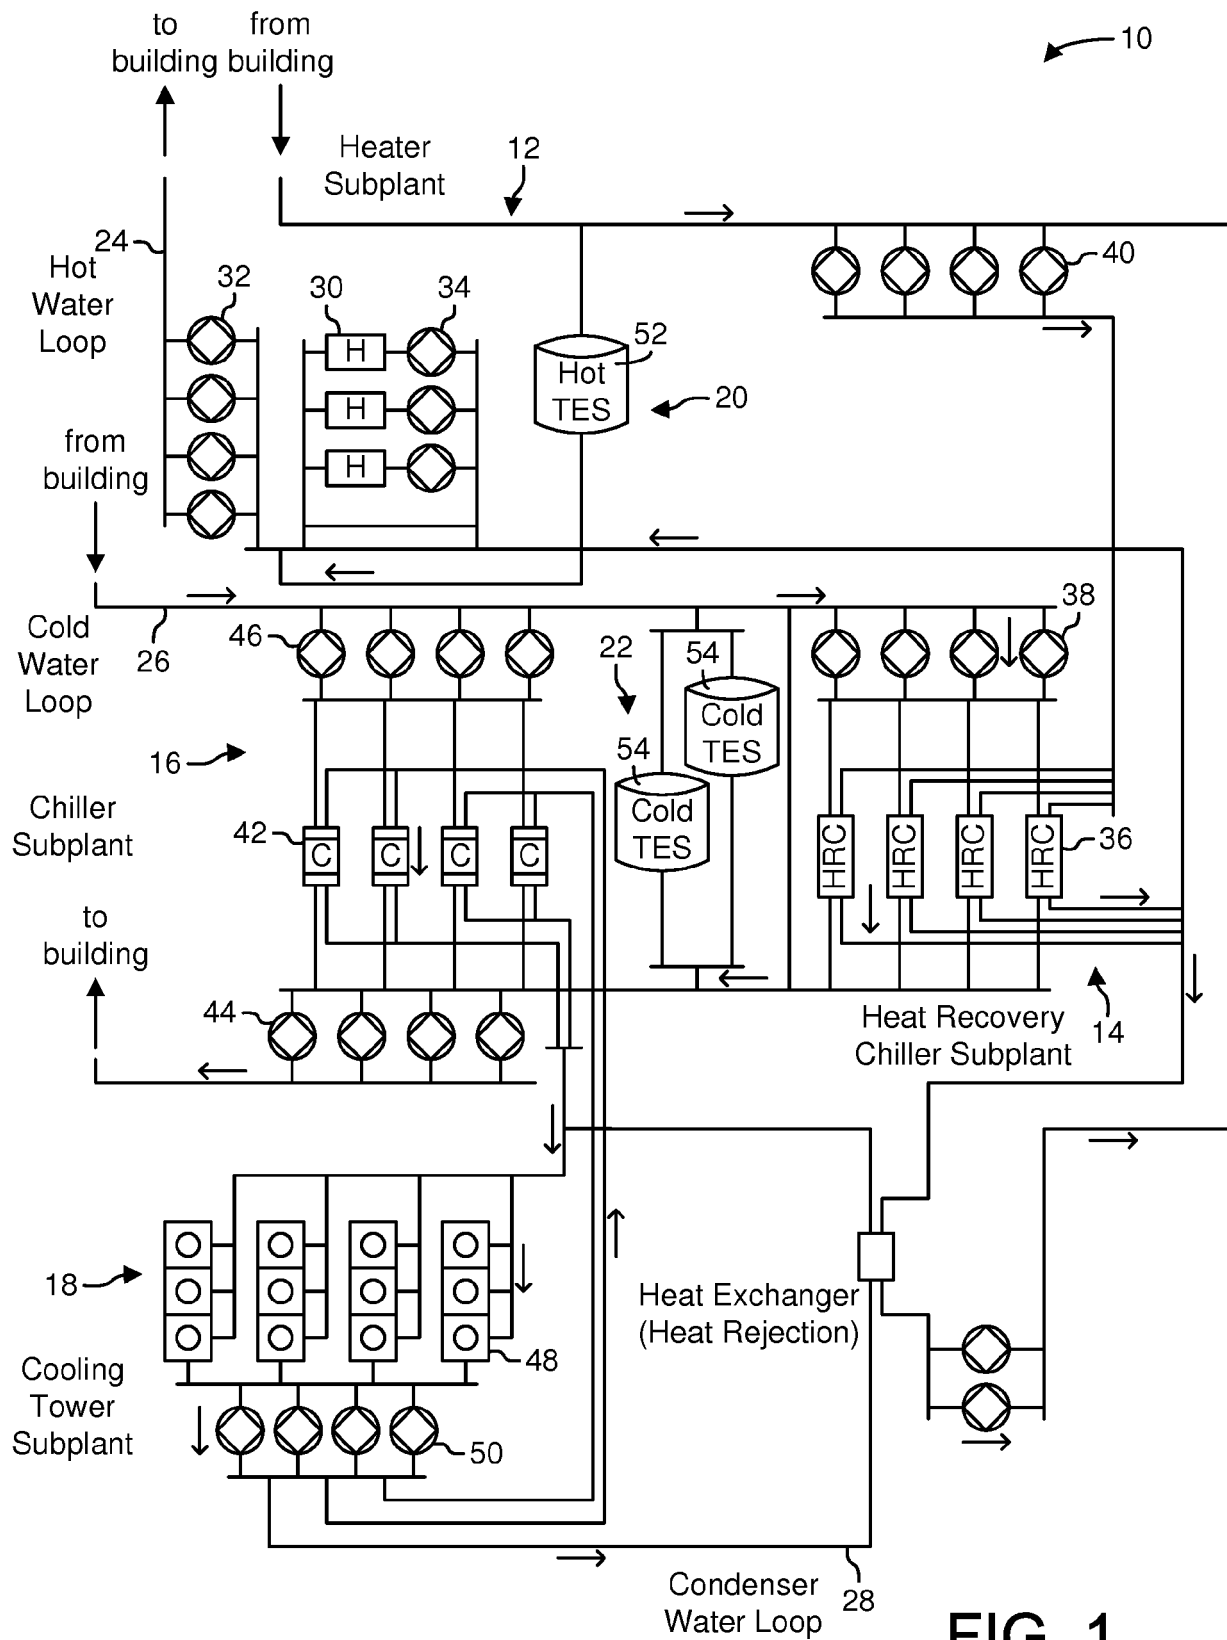 to
building
from
building
10
Heater
Subplant
12
24
Hot
Water
Loop
32
30
34
40
H
H
H
52
Hot
TES
20
from
building
Cold
Water
Loop
26
46
38
22
54
Cold
TES
54
Cold
TES
16
Chiller
Subplant
42
C
C
C
C
HRC
HRC
HRC
HRC
36
to
building
44
Heat Recovery
Chiller Subplant
14
18
48
Heat Exchanger
(Heat Rejection)
Cooling
Tower
Subplant
50
Condenser
Water Loop
28
FIG. 1